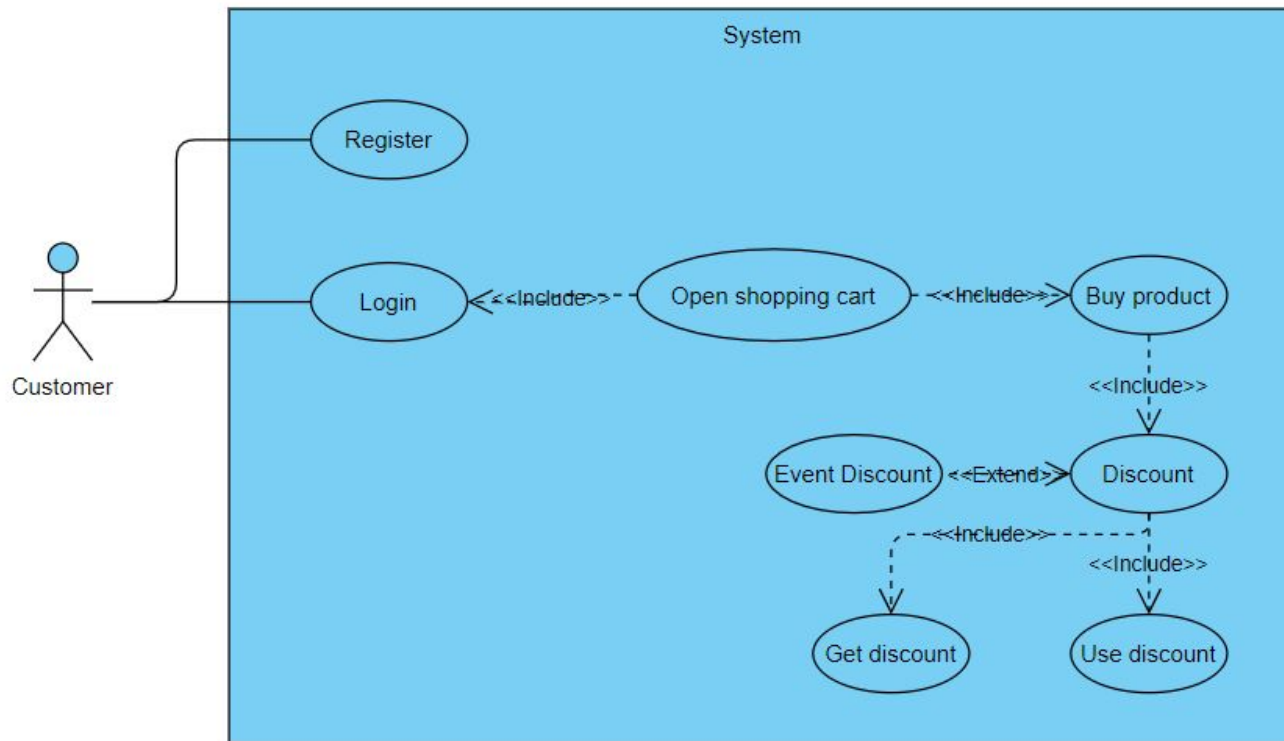 System
Register
Login
<<Include>>
Open shopping cart
<<Include>>
Buy product
Customer
<<Include>>
Event Discount
<<Extend>>
Discount
<<Include>>
<<Include>>
Get discount
Use discount